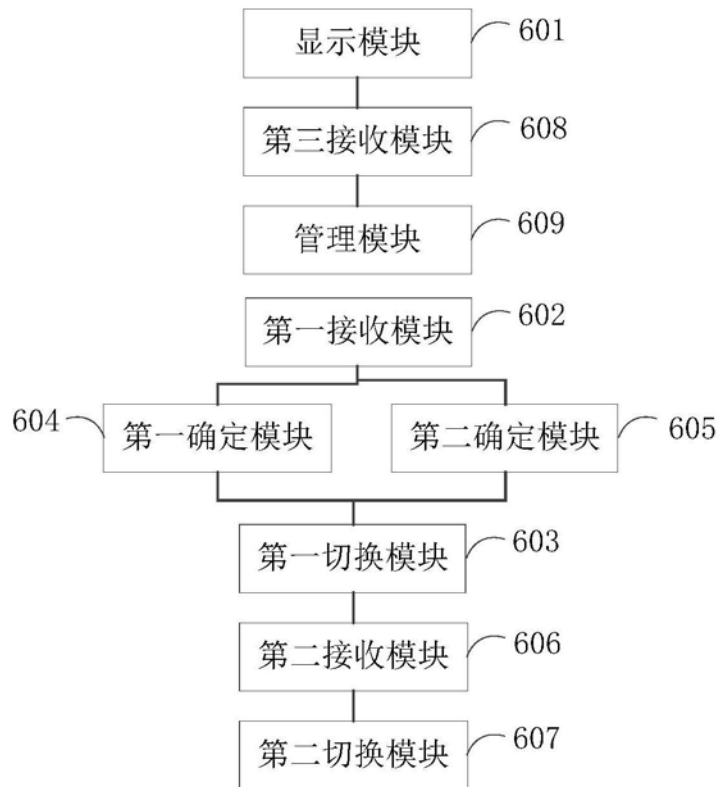 显示模块
601
第三接收模块
608
管理模块
609
第一接收模块
602
604
第一确定模块
第二确定模块
605
第一切换模块
603
第二接收模块
606
第二切换模块
607